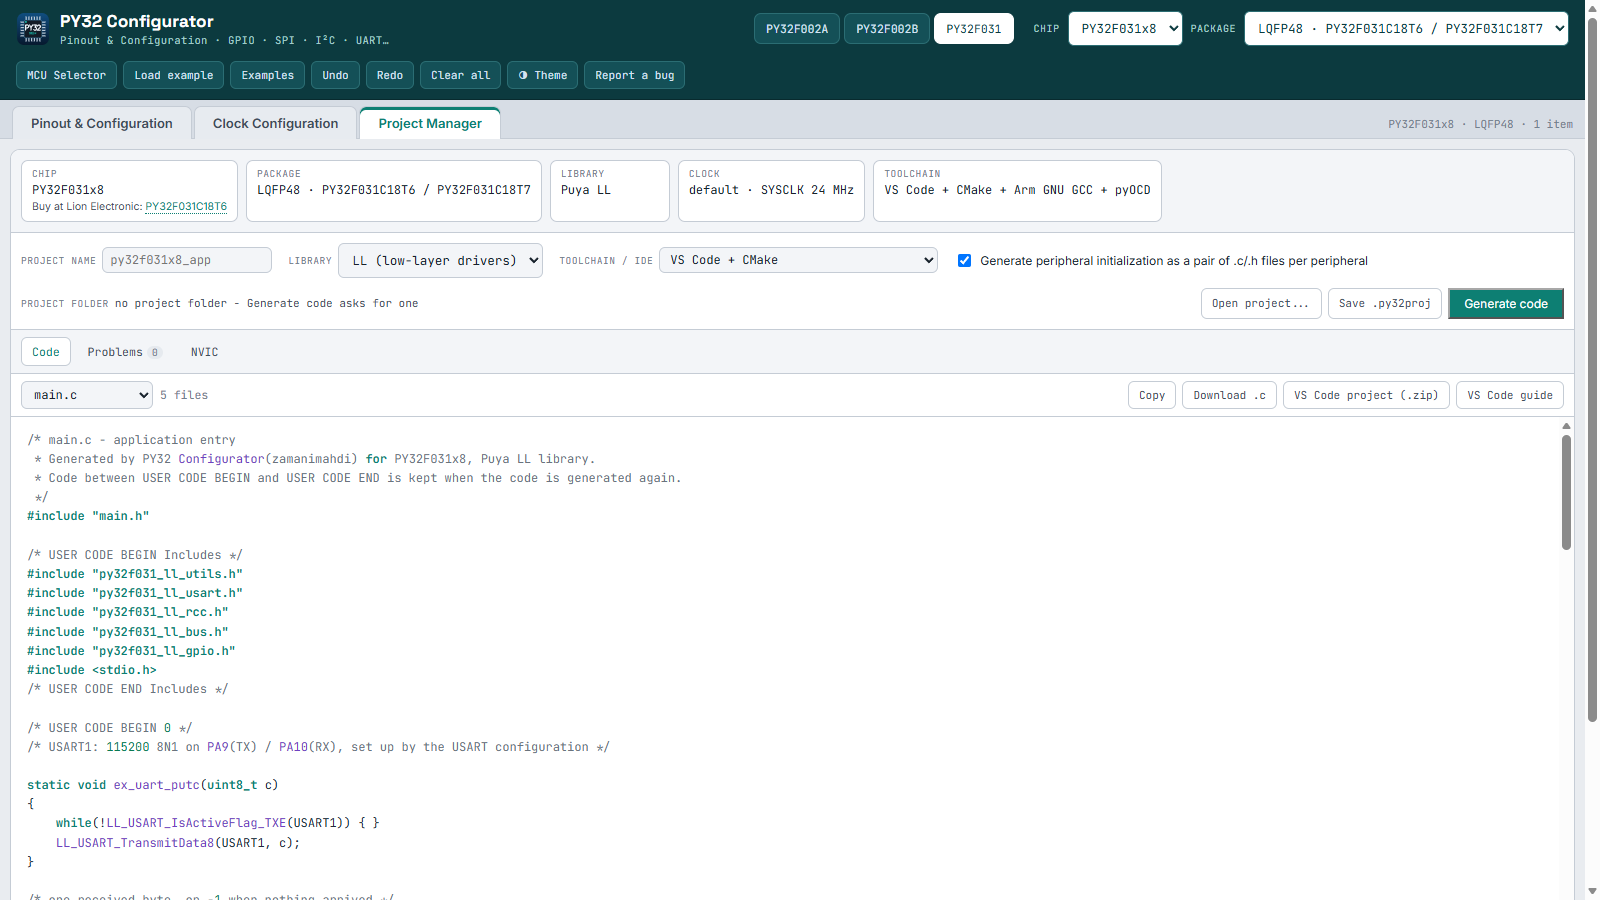 PY32 Configurator
Pinout & Configuration · GPIO · SPI · I²C · UART…
PY32F002A
PY32F002B
PY32F031
CHIP
PY32F031x8
PACKAGE
LQFP48 · PY32F031C18T6 / PY32F031C18T7
MCU Selector
Load example
Examples
Undo
Redo
Clear all
◑ Theme
Report a bug
Pinout & Configuration
Clock Configuration
Project Manager
PY32F031x8 · LQFP48 · 1 item
CHIP
PY32F031x8
Buy at Lion Electronic: PY32F031C18T6
PACKAGE
LQFP48 · PY32F031C18T6 / PY32F031C18T7
LIBRARY
Puya LL
CLOCK
default · SYSCLK 24 MHz
TOOLCHAIN
VS Code + CMake + Arm GNU GCC + pyOCD
PROJECT NAME
py32f031x8_app
LIBRARY
LL (low-layer drivers)
TOOLCHAIN / IDE
VS Code + CMake
Generate peripheral initialization as a pair of .c/.h files per peripheral
PROJECT FOLDER no project folder - Generate code asks for one
Open project...
Save .py32proj
Generate code
Code
Problems 0
NVIC
main.c
5 files
Copy
Download .c
VS Code project (.zip)
VS Code guide
/* main.c - application entry
 * Generated by PY32 Configurator(zamanimahdi) for PY32F031x8, Puya LL library.
 * Code between USER CODE BEGIN and USER CODE END is kept when the code is generated again.
 */
#include "main.h"
/* USER CODE BEGIN Includes */
#include "py32f031_ll_utils.h"
#include "py32f031_ll_usart.h"
#include "py32f031_ll_rcc.h"
#include "py32f031_ll_bus.h"
#include "py32f031_ll_gpio.h"
#include <stdio.h>
/* USER CODE END Includes */
/* USER CODE BEGIN 0 */
/* USART1: 115200 8N1 on PA9(TX) / PA10(RX), set up by the USART configuration */
static void ex_uart_putc(uint8_t c)
{
    while(!LL_USART_IsActiveFlag_TXE(USART1)) { }
    LL_USART_TransmitData8(USART1, c);
}
/* one received byte, or -1 when nothing arrived */